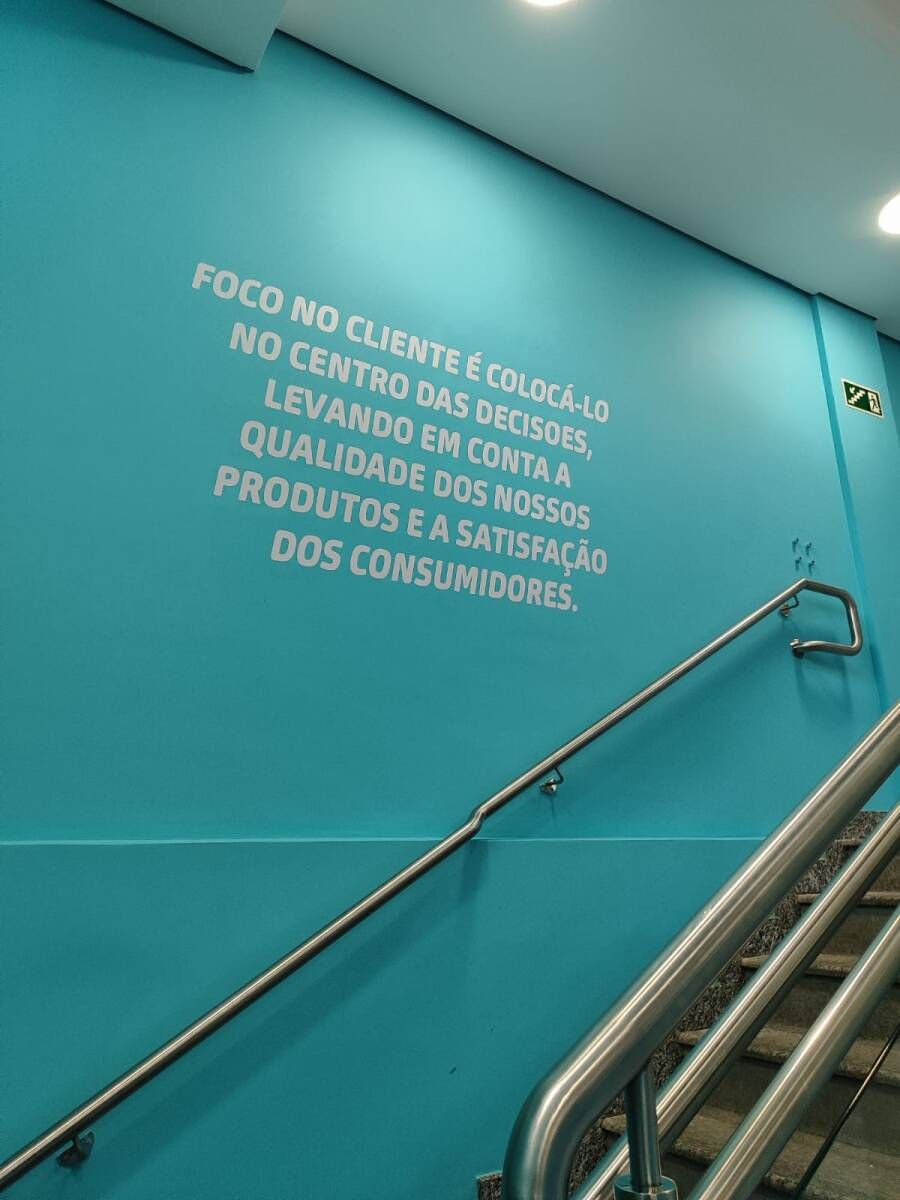 FOCO NO CLIENTE É COLOCÁ-LO
NO CENTRO DAS DECISOES,
LEVANDO EM CONTA A
QUALIDADE DOS NOSSOS
PRODUTOS E A SATISFAÇÃO
DOS CONSUMIDORES.